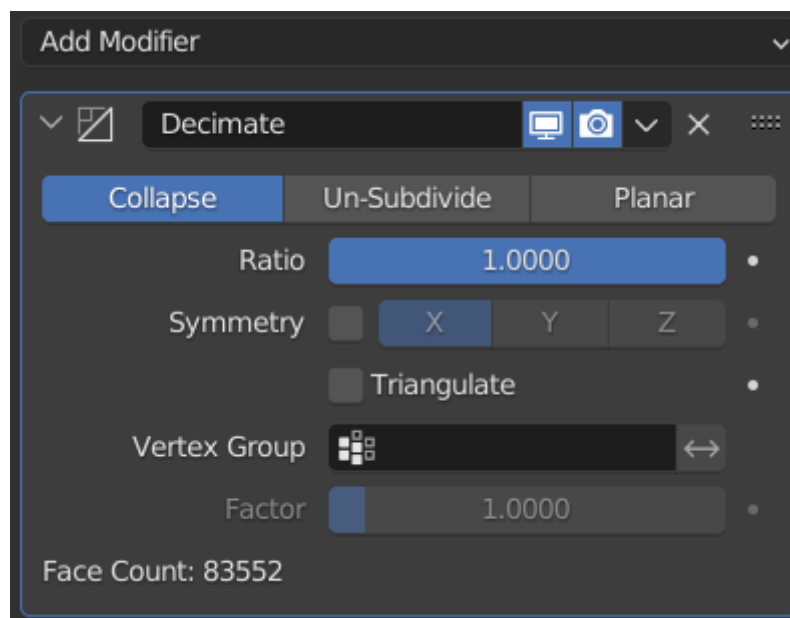 Add Modifier
Decimate
Collapse Un-Subdivide Planar
Ratio 1.0000
Symmetry X Y Z
Triangulate
Vertex Group
Factor 1.0000
Face Count: 83552